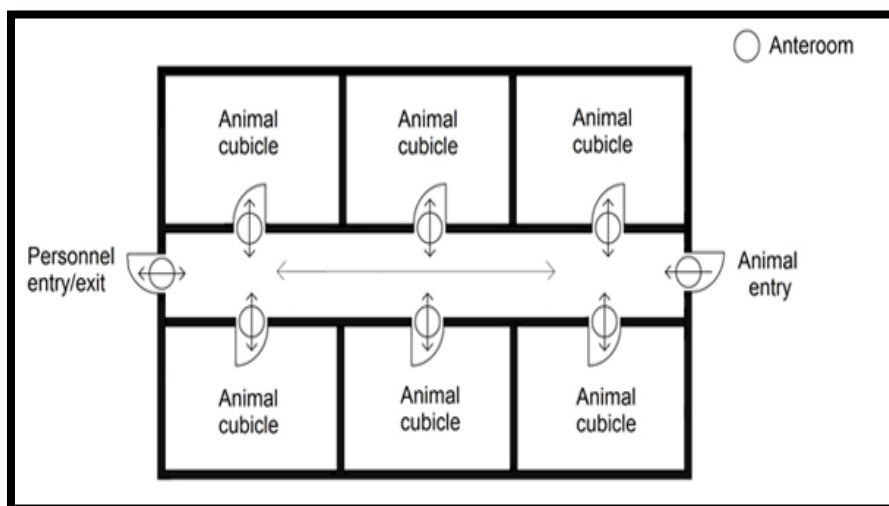 Anteroom
Animal
cubicle
Animal
cubicle
Animal
cubicle
Personnel
entry/exit
Animal
entry
Animal
cubicle
Animal
cubicle
Animal
cubicle